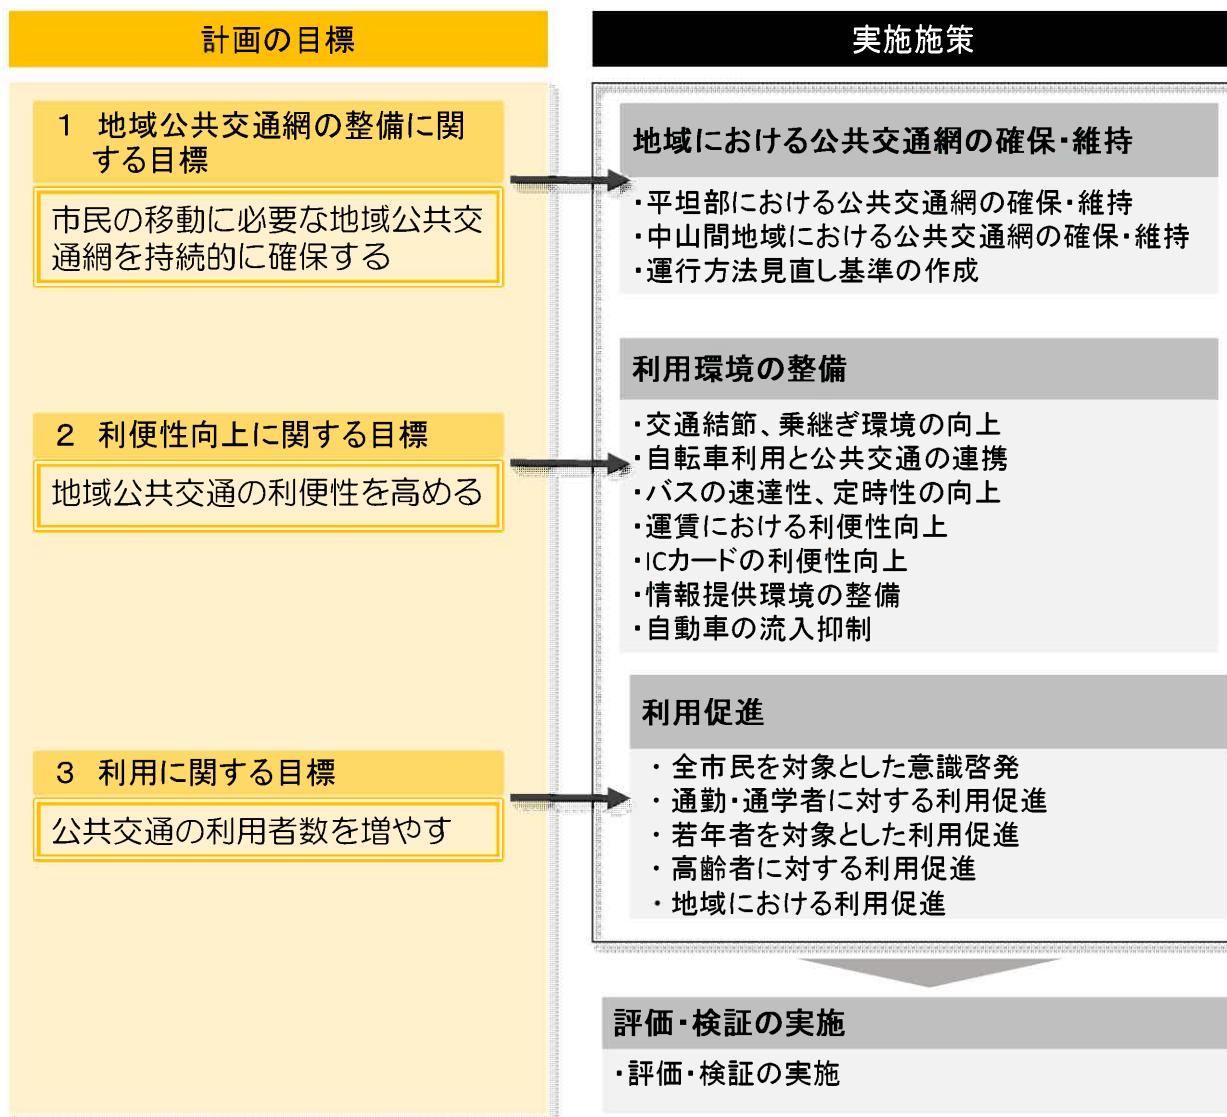 計画の目標
1 地域公共交通網の整備に関
する目標
市民の移動に必要な地域公共交
通網を持続的に確保する
2 利便性向上に関する目標
地域公共交通の利便性を高める
3 利用に関する目標
公共交通の利用者数を増やす
実施施策
地域における公共交通網の確保・維持
・平坦部における公共交通網の確保・維持
・中山間地域における公共交通網の確保・維持
・運行方法見直し基準の作成
利用環境の整備
・交通結節、乗継ぎ環境の向上
・自転車利用と公共交通の連携
・バスの速達性、定時性の向上
・運賃における利便性向上
・ICカードの利便性向上
・情報提供環境の整備
・自動車の流入抑制
利用促進
・ 全市民を対象とした意識啓発
・ 通勤・通学者に対する利用促進
・ 若年者を対象とした利用促進
・ 高齢者に対する利用促進
・ 地域における利用促進
評価・検証の実施
・評価・検証の実施